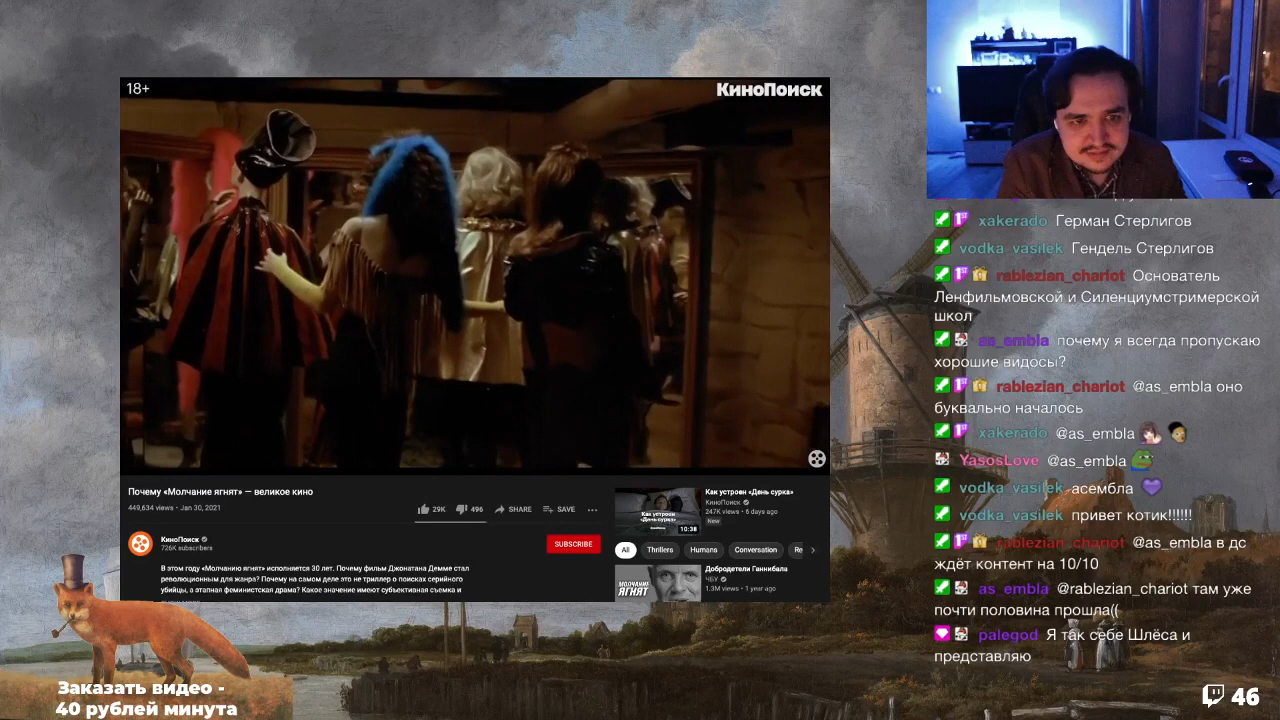 18+
КиноПоиск
Почему «Молчание ягнят» — великое кино
449,634 views • Jan 30, 2021
29K
496
SHARE
SAVE
КиноПоиск
726K subscribers
SUBSCRIBE
В этом году «Молчанию ягнят» исполняется 30 лет. Почему фильм Джонатана Демме стал
революционным для жанра? Почему на самом деле это не триллер о поисках серийного
убийцы, а этапная феминистская драма? Какое значение имеют субъективная съемка и
Как устроен
«День сурка»
10:38
Как устроен «День сурка»
КиноПоиск
247K views • 6 days ago
New
All
Thrillers
Humans
Conversation
Re
МОЛЧАНИЕ
ЯГНЯТ
Добродетели Ганнибала
ЧБУ
1.3M views • 1 year ago
xakerado Герман Стерлигов
vodka_vasilek Гендель Стерлигов
rablezian_chariot Основатель
Ленфильмовской и Силенциумстримерской
школ
as_embla почему я всегда пропускаю
хорошие видосы?
rablezian_chariot @as_embla оно
буквально началось
xakerado @as_embla
YasosLove @as_embla
vodka_vasilek асембла
vodka_vasilek привет котик!!!!!!
rablezian_chariot @as_embla в дс
ждёт контент на 10/10
as_embla @rablezian_chariot там уже
почти половина прошла((
palegod Я так себе Шлёса и
представляю
Заказать видео -
40 рублей минута
46